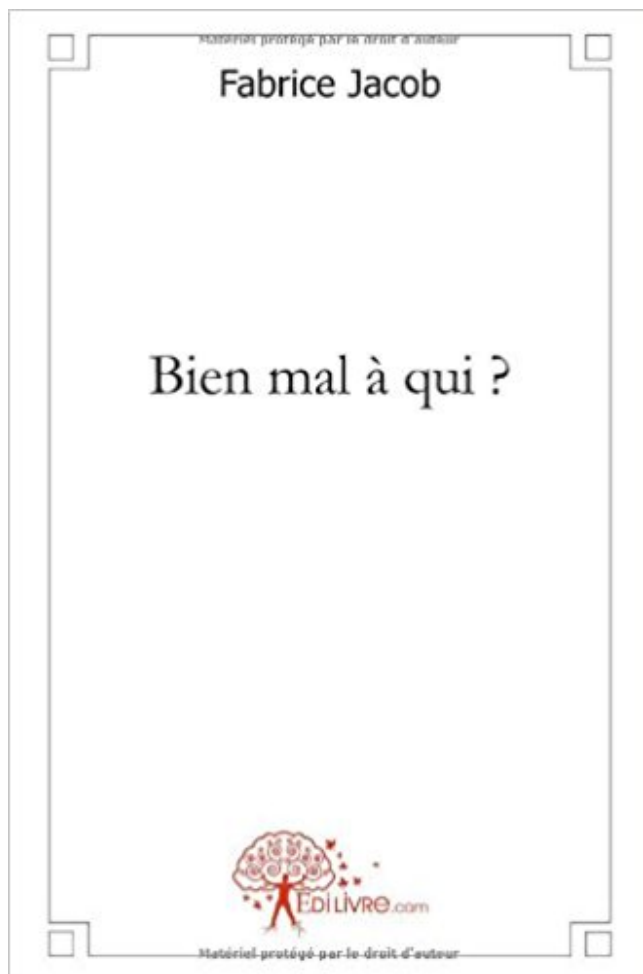 Matériel protégé par le droit d'auteur
Fabrice Jacob
Bien mal à qui ?
EDILIVRE.com
Matériel protégé par le droit d'auteur